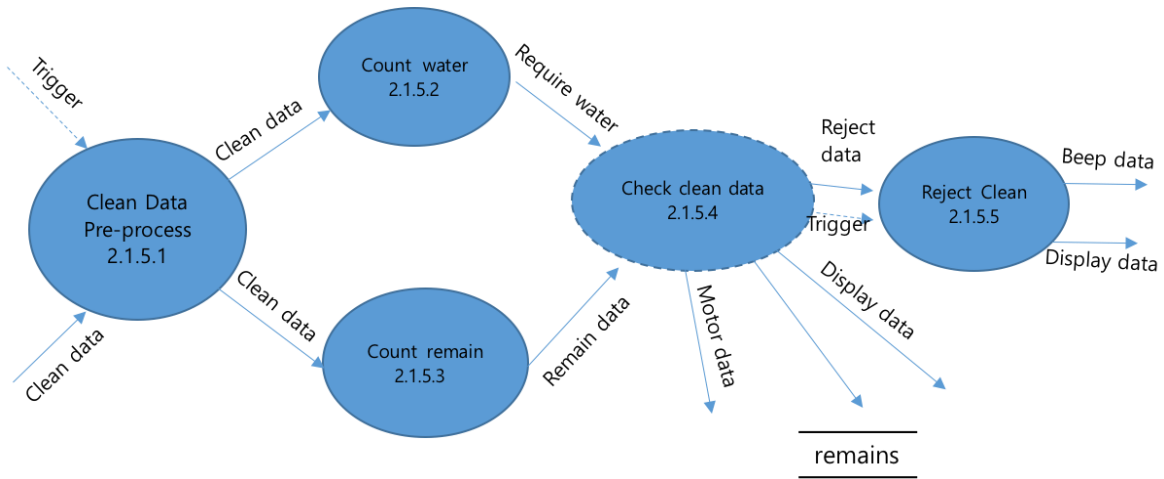 Trigger
Clean Data
Pre-process
2.1.5.1
Clean data
Clean data
Clean data
Count water
2.1.5.2
Count remain
2.1.5.3
Require water
Remain data
Check clean data
2.1.5.4
Reject
data
Trigger
Motor data
Display data
remains
Reject Clean
2.1.5.5
Beep data
Display data